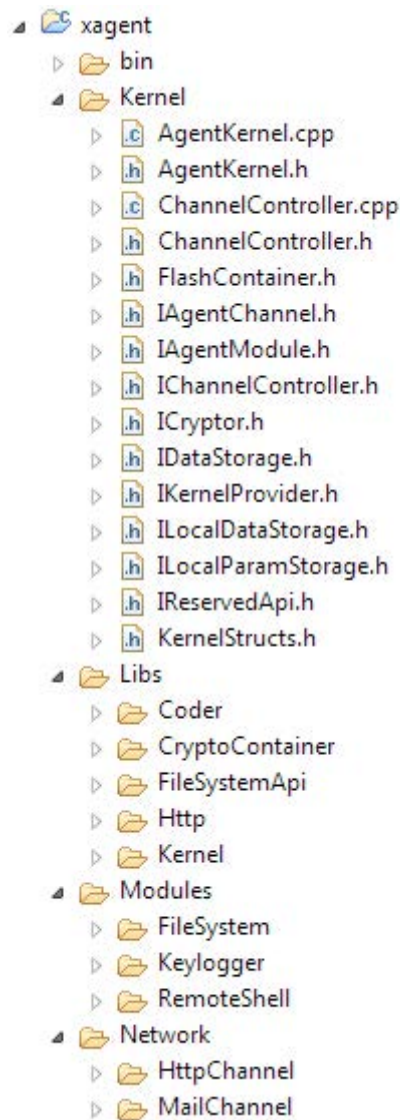 xagent
bin
Kernel
AgentKernel.cpp
AgentKernel.h
ChannelController.cpp
ChannelController.h
FlashContainer.h
IAgentChannel.h
IAgentModule.h
IChannelController.h
ICryptor.h
IDataStorage.h
IKernelProvider.h
ILocalDataStorage.h
ILocalParamStorage.h
IReservedApi.h
KernelStructs.h
Libs
Coder
CryptoContainer
FileSystemApi
Http
Kernel
Modules
FileSystem
Keylogger
RemoteShell
Network
HttpChannel
MailChannel